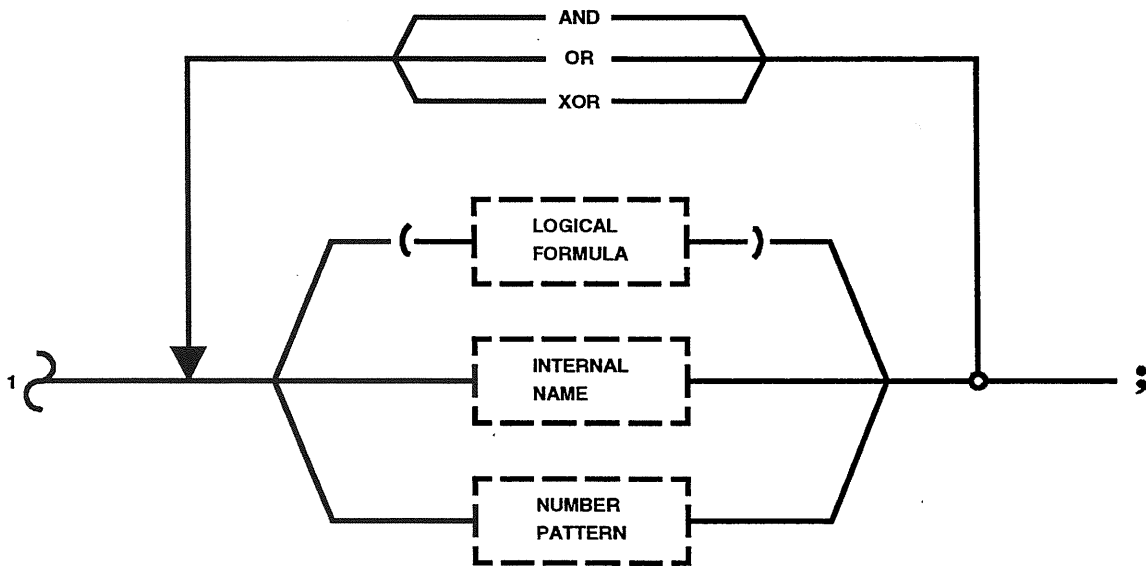 AND
OR
XOR
( LOGICAL )
FORMULA
1
INTERNAL
NAME
;
NUMBER
PATTERN